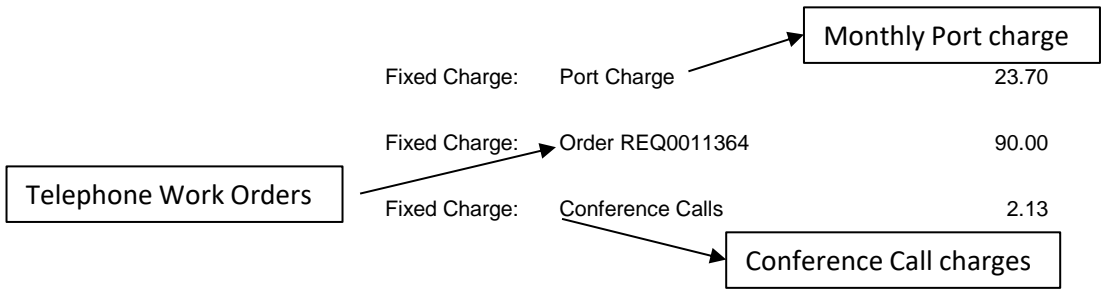 Monthly Port charge
Fixed Charge: Port Charge 23.70
Fixed Charge: Order REQ0011364 90.00
Telephone Work Orders
Fixed Charge: Conference Calls 2.13
Conference Call charges